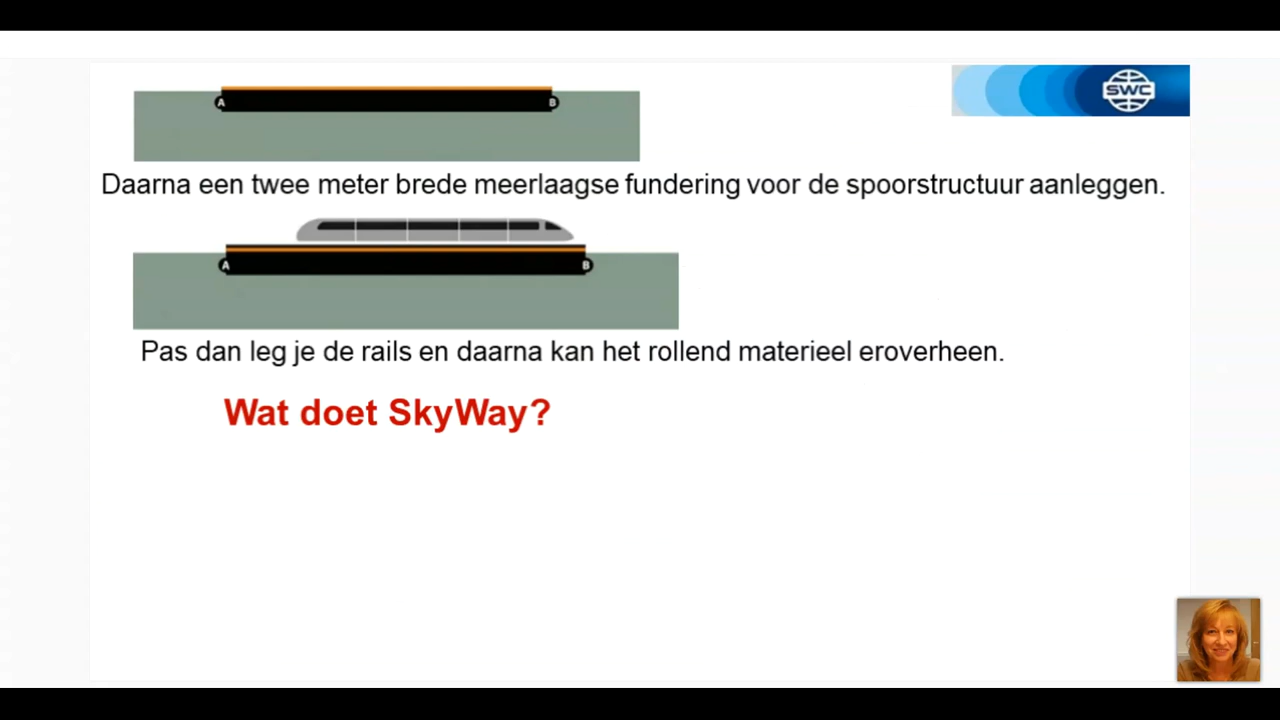 A B
SWC
Daarna een twee meter brede meerlaagse fundering voor de spoorstructuur aanleggen.
A B
Pas dan leg je de rails en daarna kan het rollend materieel eroverheen.
Wat doet SkyWay?